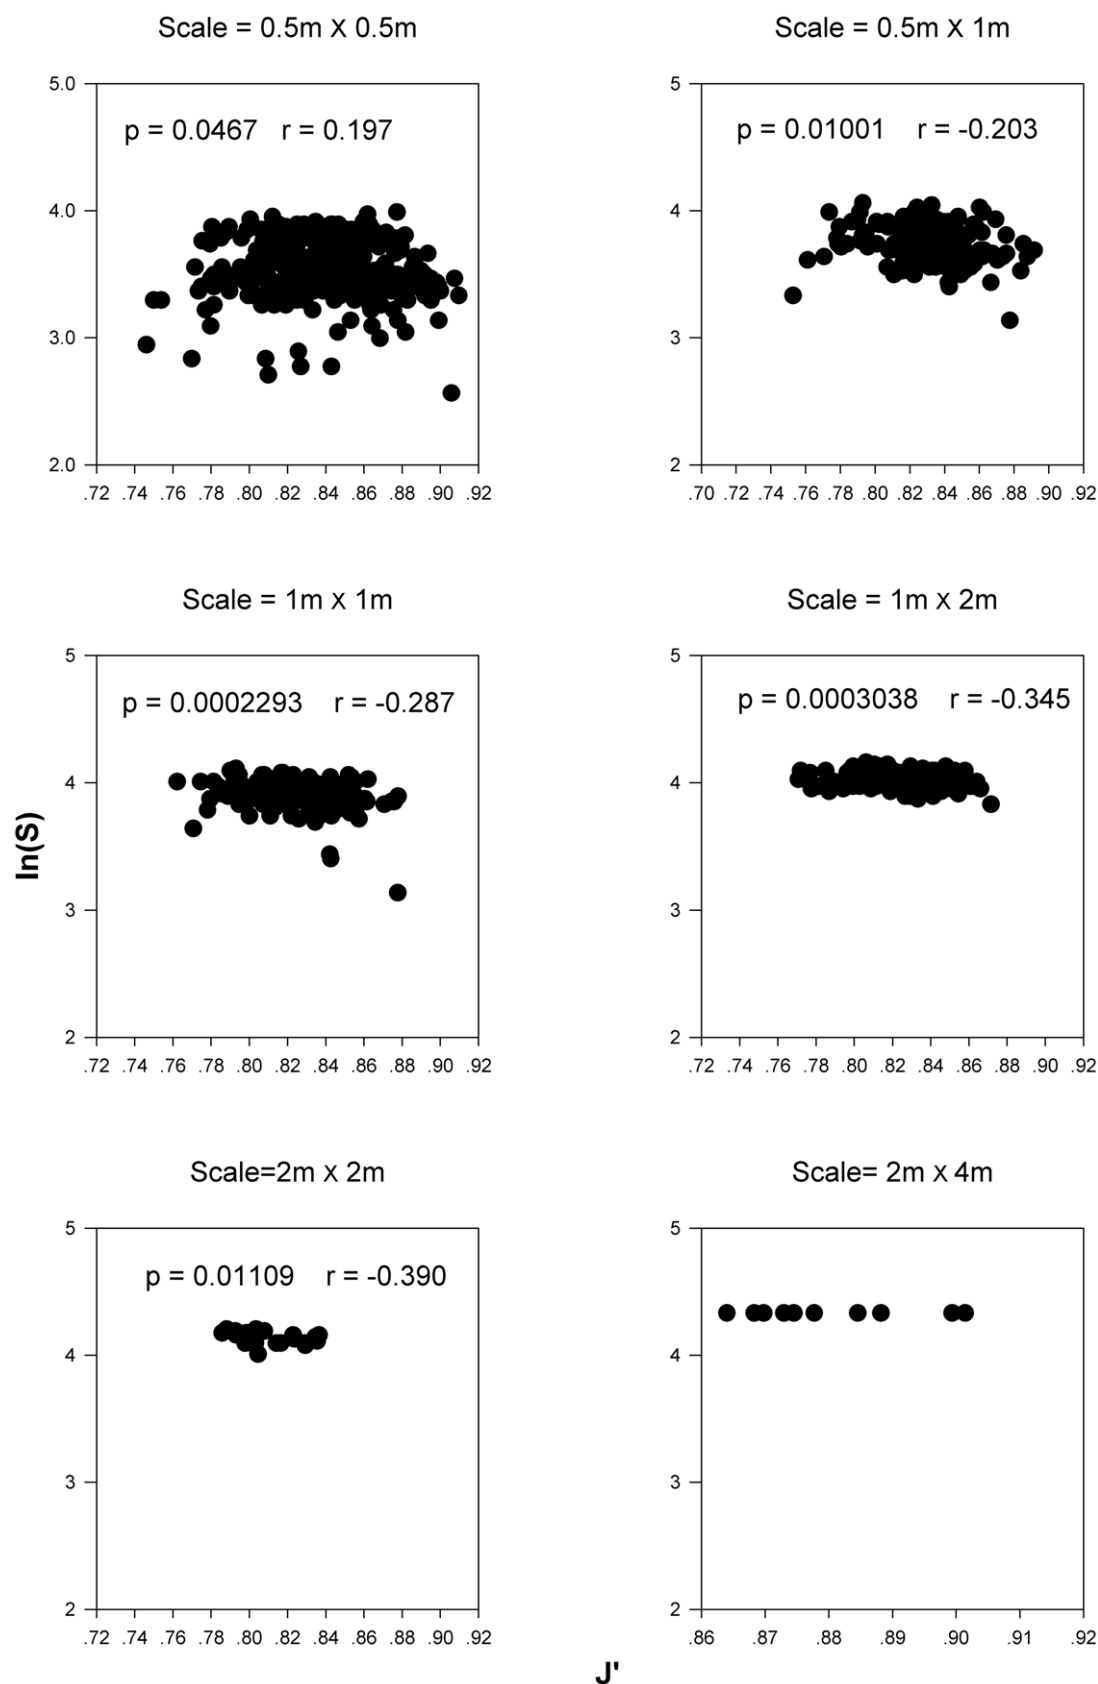 Scale = 0.5m X 0.5m
5.0
4.0
3.0
2.0
p = 0.0467 r = 0.197
.72 .74 .76 .78 .80 .82 .84 .86 .88 .90 .92
Scale = 0.5m X 1m
5
4
3
2
p = 0.01001 r = -0.203
.70 .72 .74 .76 .78 .80 .82 .84 .86 .88 .90 .92
Scale = 1m X 1m
5
4
3
2
p = 0.0002293 r = -0.287
.72 .74 .76 .78 .80 .82 .84 .86 .88 .90 .92
Scale = 1m X 2m
5
4
3
2
p = 0.0003038 r = -0.345
.72 .74 .76 .78 .80 .82 .84 .86 .88 .90 .92
ln(S)
Scale=2m X 2m
5
4
3
2
p = 0.01109 r = -0.390
.72 .74 .76 .78 .80 .82 .84 .86 .88 .90 .92
Scale= 2m X 4m
5
4
3
2
.86 .87 .88 .89 .90 .91 .92
J'